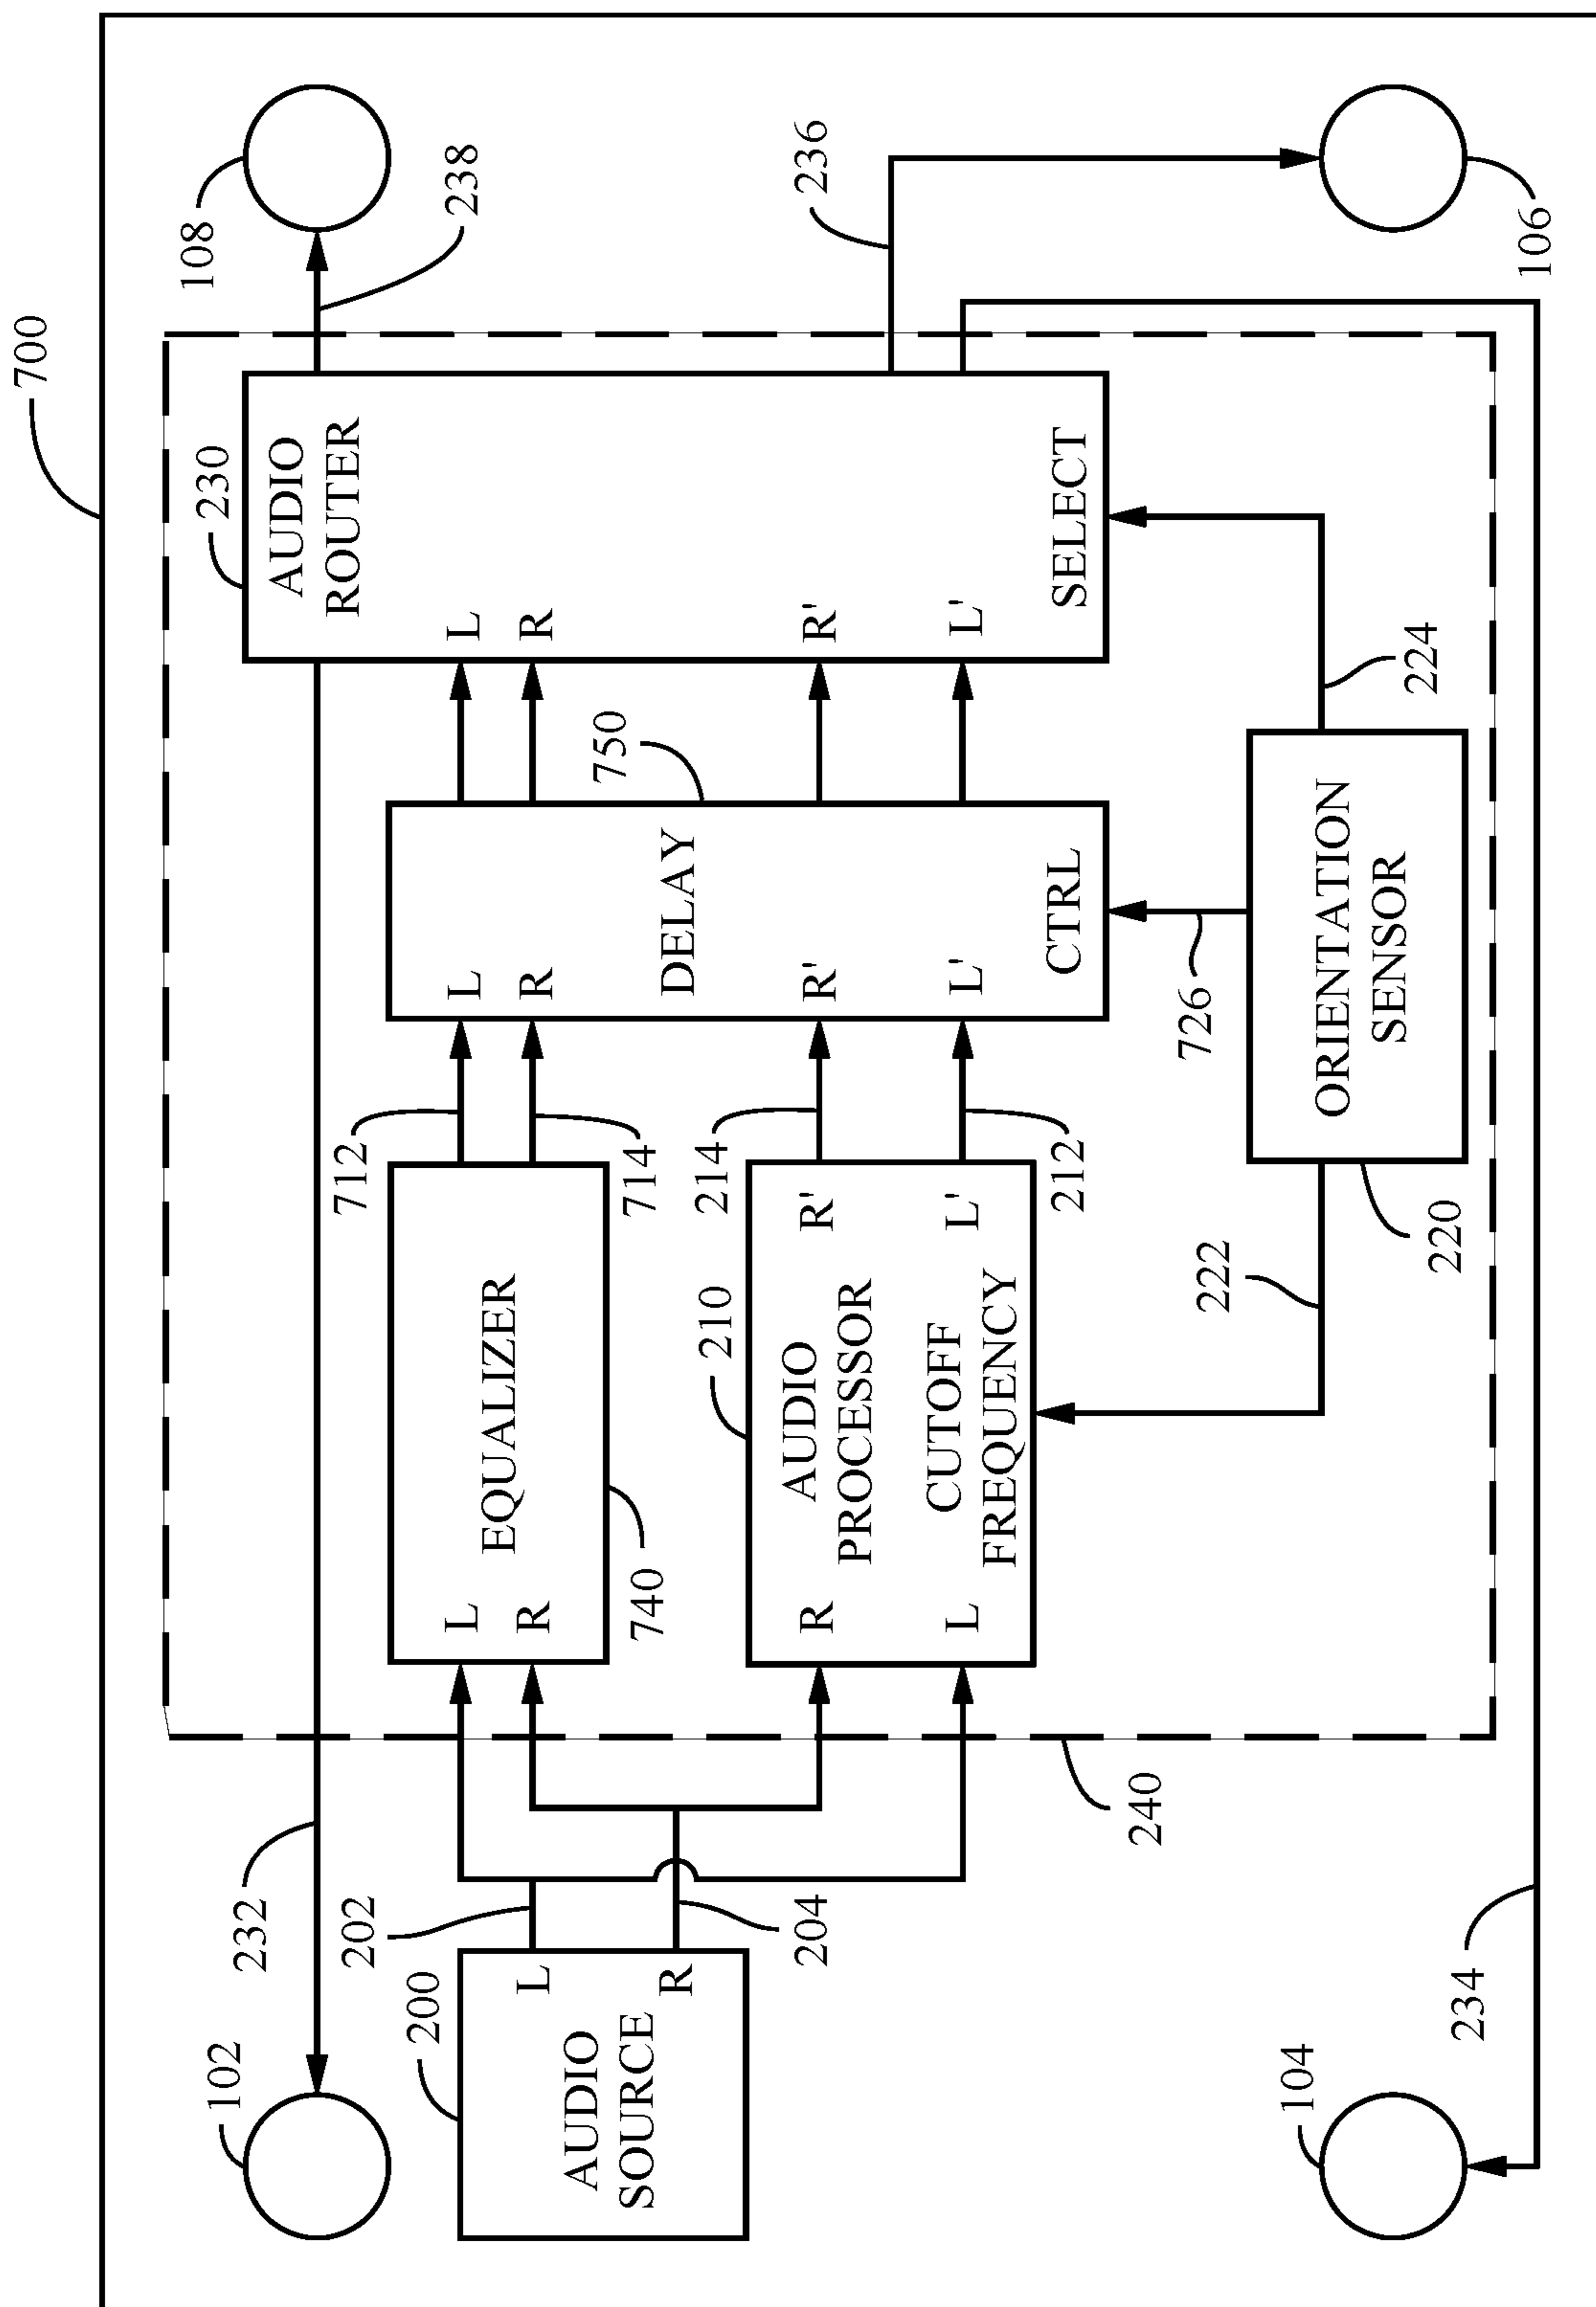 700
102
232
108
238
230
AUDIO
ROUTER
L
R
R'
L'
SELECT
236
202
200
AUDIO
SOURCE
L
R
204
712
714
L
R
EQUALIZER
740
750
L
R
DELAY
R'
L'
CTRL
210
214
R
AUDIO
PROCESSOR
R'
L
CUTOFF
FREQUENCY
L'
212
726
222
224
ORIENTATION
SENSOR
220
240
104
234
106